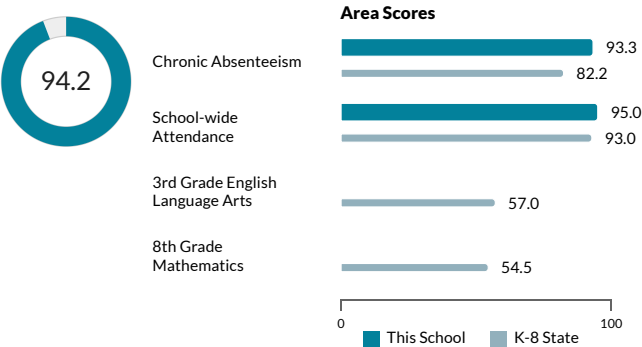 Area Scores
94.2
Chronic Absenteeism
93.3
82.2
School-wide
Attendance
95.0
93.0
3rd Grade English
Language Arts
57.0
8th Grade
Mathematics
54.5
0
100
This School
K-8 State